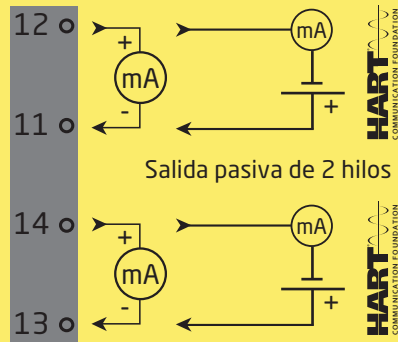 12
+
mA
-
mA
+
11
HART
COMMUNICATION FOUNDATION
Salida pasiva de 2 hilos
14
+
mA
-
mA
+
13
HART
COMMUNICATION FOUNDATION